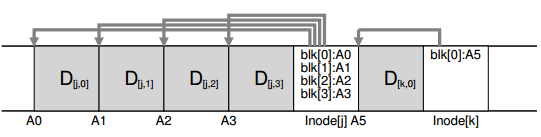 D[j,0] D[j,1] D[j,2] D[j,3] blk[0]:A0 D[k,0] blk[0]:A5
blk[1]:A1
blk[2]:A2
blk[3]:A3
A0 A1 A2 A3 Inode[j] A5 Inode[k]